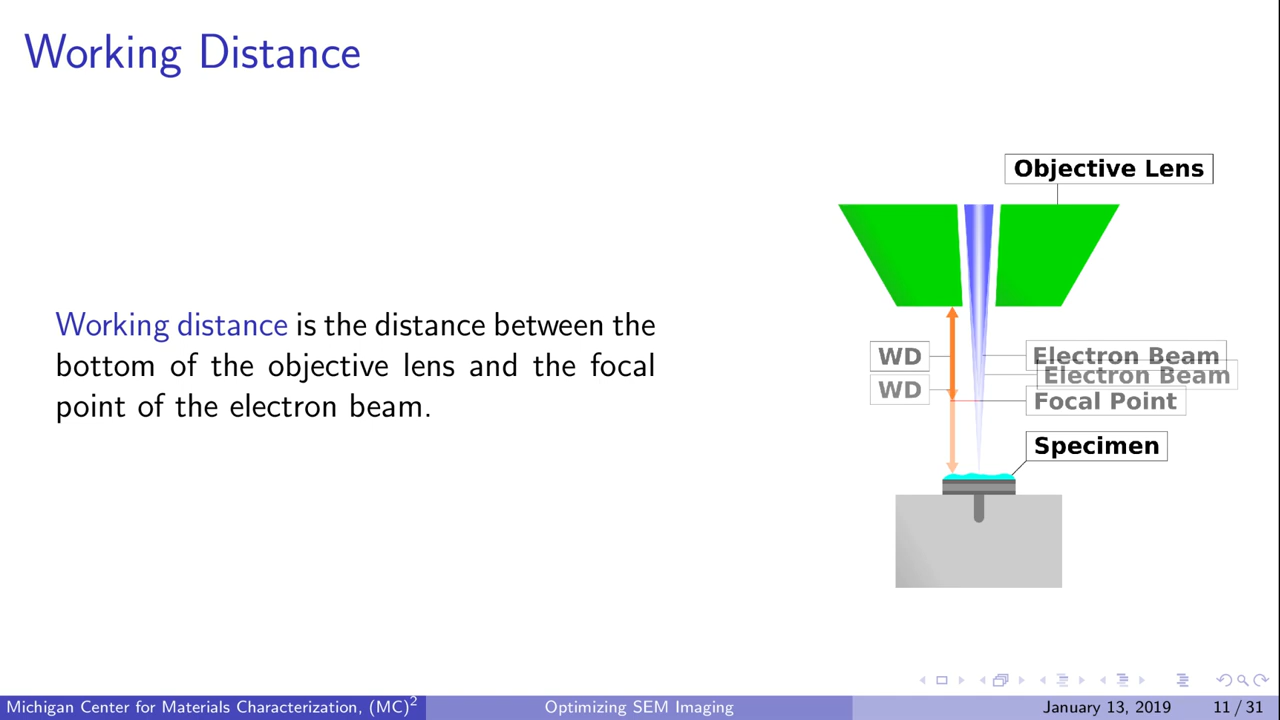 Working Distance
Working distance is the distance between the
bottom of the objective lens and the focal
point of the electron beam.
Objective Lens
WD
WD
Electron Beam
Electron Beam
Focal Point
Specimen
Michigan Center for Materials Characterization, (MC)²
Optimizing SEM Imaging
January 13, 2019
11 / 31